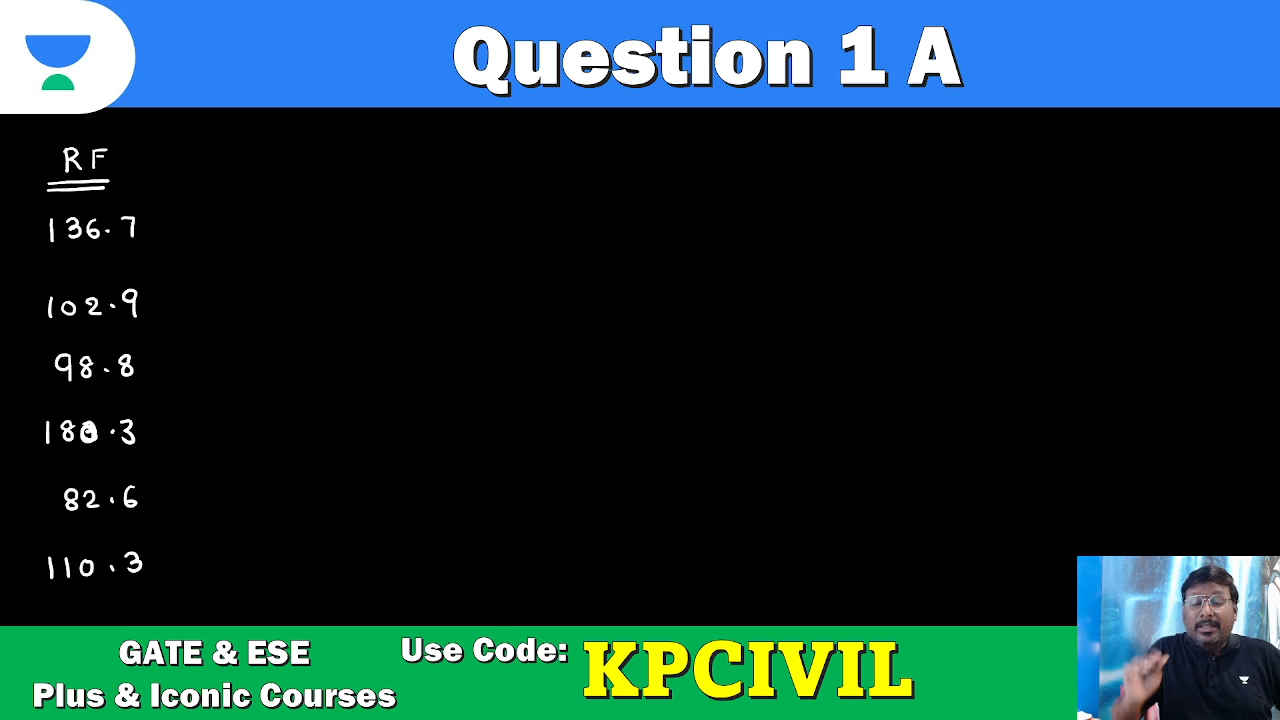 Question 1 A
RF
136.7
102.9
98.8
180.3
82.6
110.3
GATE & ESE
Plus & Iconic Courses
Use Code: KPCIVIL